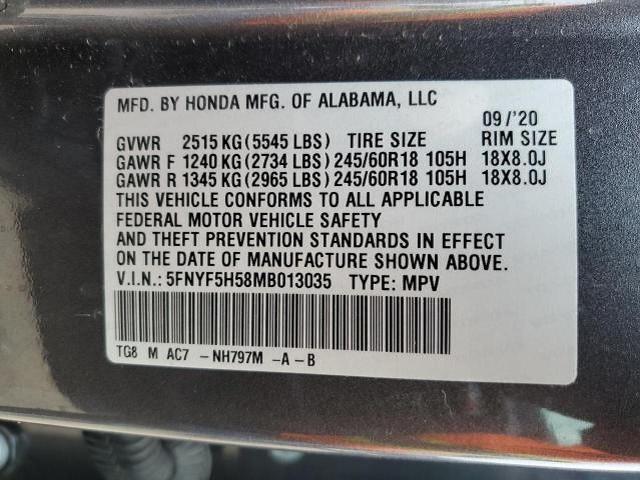 MFD. BY HONDA MFG. OF ALABAMA, LLC
09/'20
GVWR 2515 KG (5545 LBS) TIRE SIZE RIM SIZE
GAWR F 1240 KG (2734 LBS) 245/60R18 105H 18X8.0J
GAWR R 1345 KG (2965 LBS) 245/60R18 105H 18X8.0J
THIS VEHICLE CONFORMS TO ALL APPLICABLE
FEDERAL MOTOR VEHICLE SAFETY
AND THEFT PREVENTION STANDARDS IN EFFECT
ON THE DATE OF MANUFACTURE SHOWN ABOVE.
V.I.N.: 5FNYF5H58MB013035 TYPE: MPV
TG8 M AC7 -NH797M -A-B